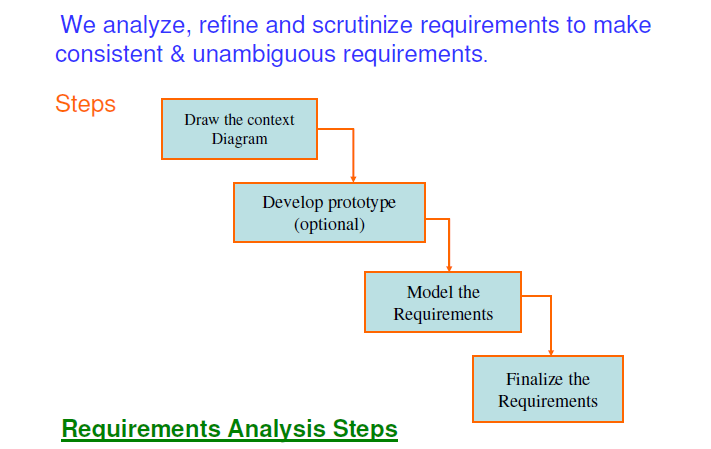 We analyze, refine and scrutinize requirements to make
consistent & unambiguous requirements.
Steps
Draw the context
Diagram
Develop prototype
(optional)
Model the
Requirements
Finalize the
Requirements
Requirements Analysis Steps